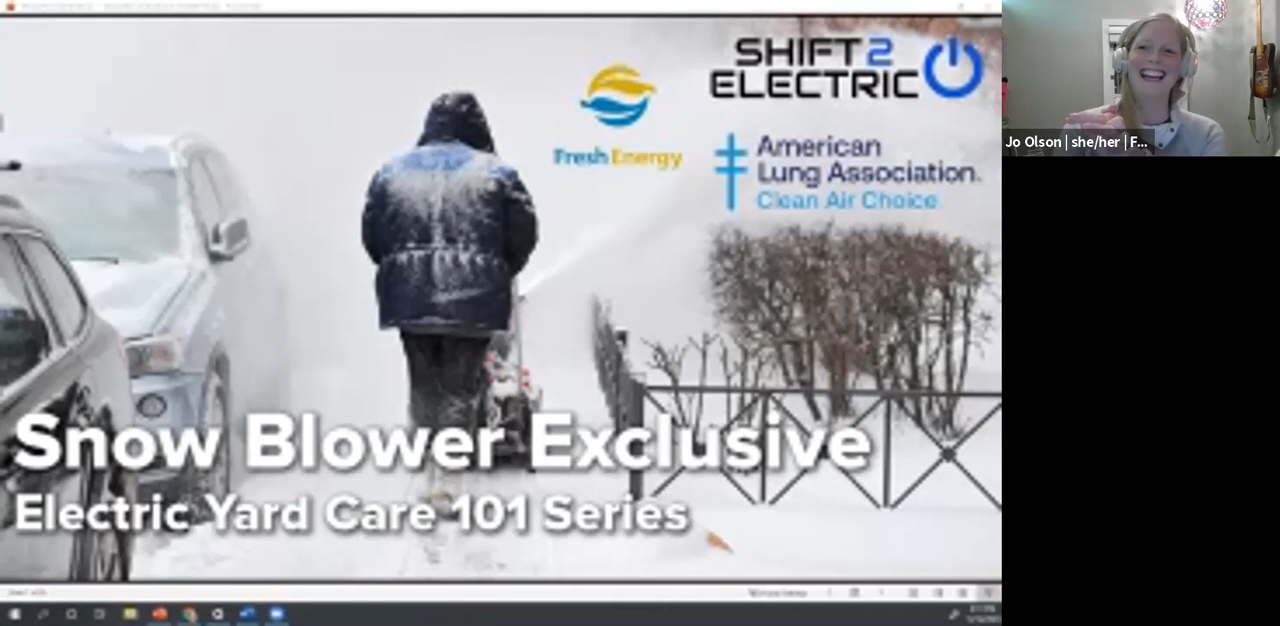 SHIFT2
ELECTRIC
Fresh Energy
American
Lung Association.
Clean Air Choice
Jo Olson | she/her | F...
Snow Blower Exclusive
Electric Yard Care 101 Series